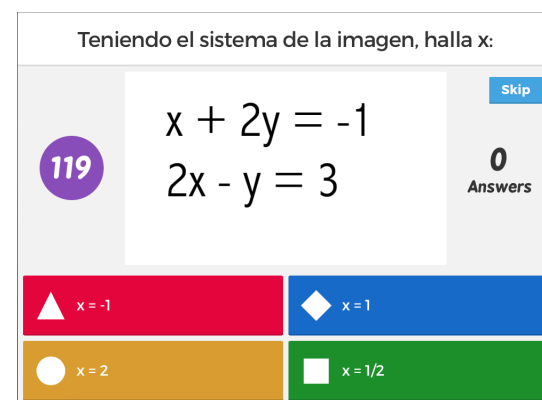 Teniendo el sistema de la imagen, halla x:
Skip
x + 2y = -1
2x - y = 3
119
0
Answers
x = -1
x = 1
x = 2
x = 1/2